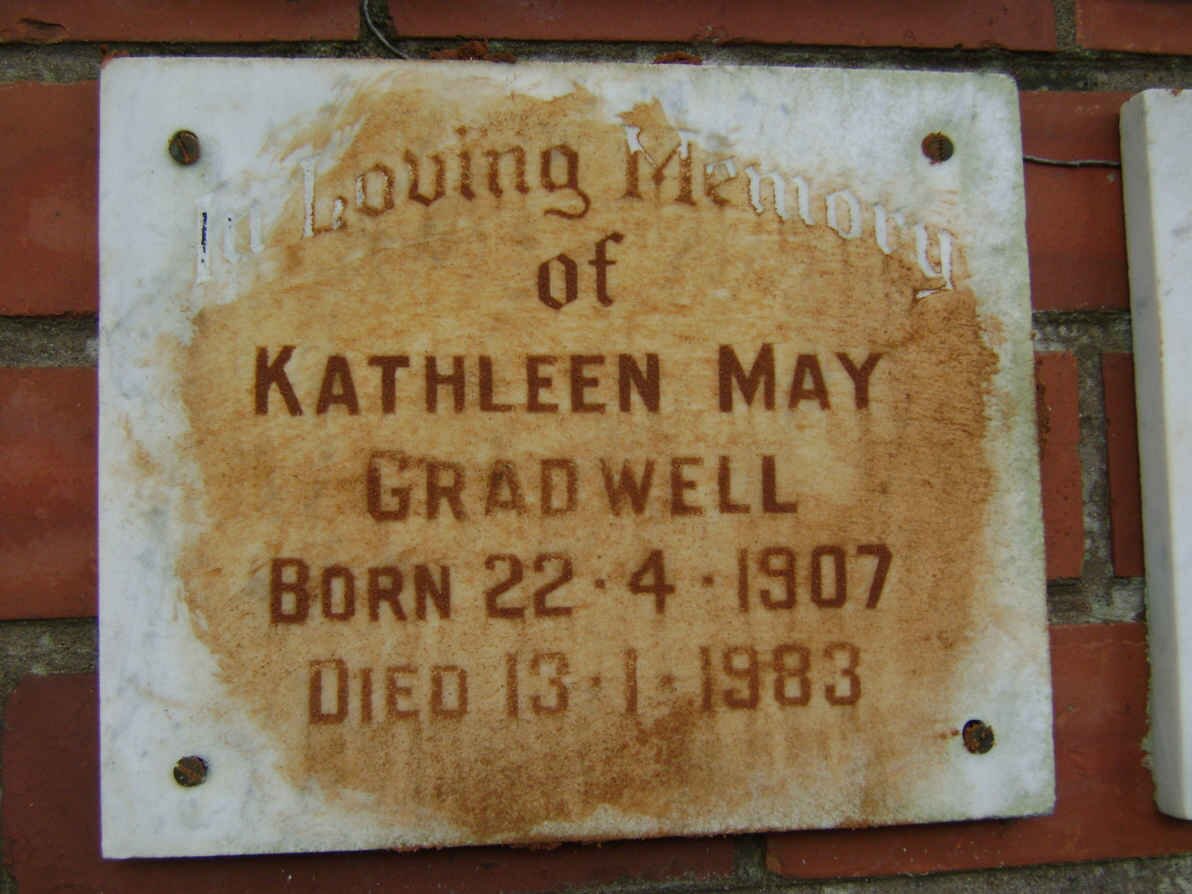 In Loving Memory
of
KATHLEEN MAY
GRADWELL
BORN 22·4·1907
DIED 13·1·1983